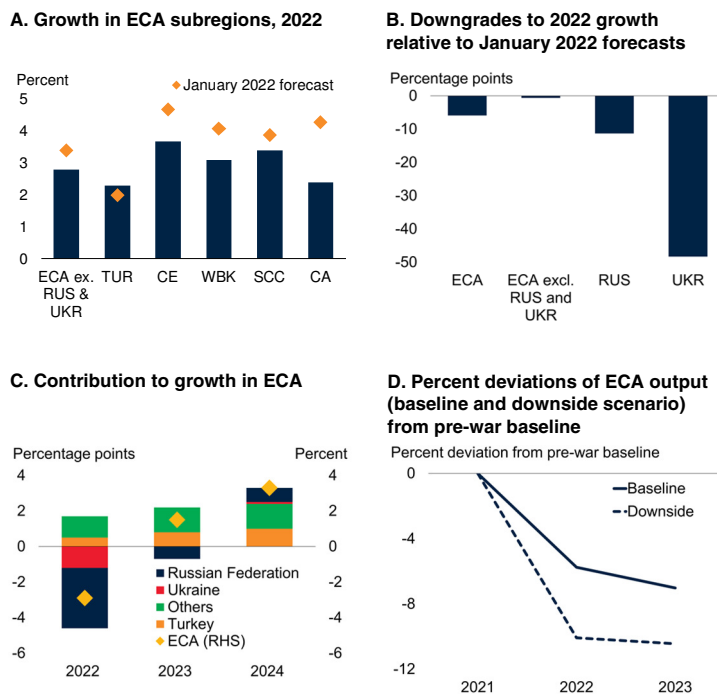 A. Growth in ECA subregions, 2022
Percent
January 2022 forecast
5
4
3
2
1
0
ECA ex.
RUS &
UKR
TUR
CE
WBK
SCC
CA
B. Downgrades to 2022 growth
relative to January 2022 forecasts
Percentage points
0
-10
-20
-30
-40
-50
ECA
ECA excl.
RUS and
UKR
RUS
UKR
C. Contribution to growth in ECA
Percentage points
Percent
4
2
0
-2
-4
-6
4
2
0
-2
-4
-6
Russian Federation
Ukraine
Others
Turkey
ECA (RHS)
2022
2023
2024
D. Percent deviations of ECA output
(baseline and downside scenario)
from pre-war baseline
Percent deviation from pre-war baseline
0
-4
-8
-12
Baseline
Downside
2021
2022
2023